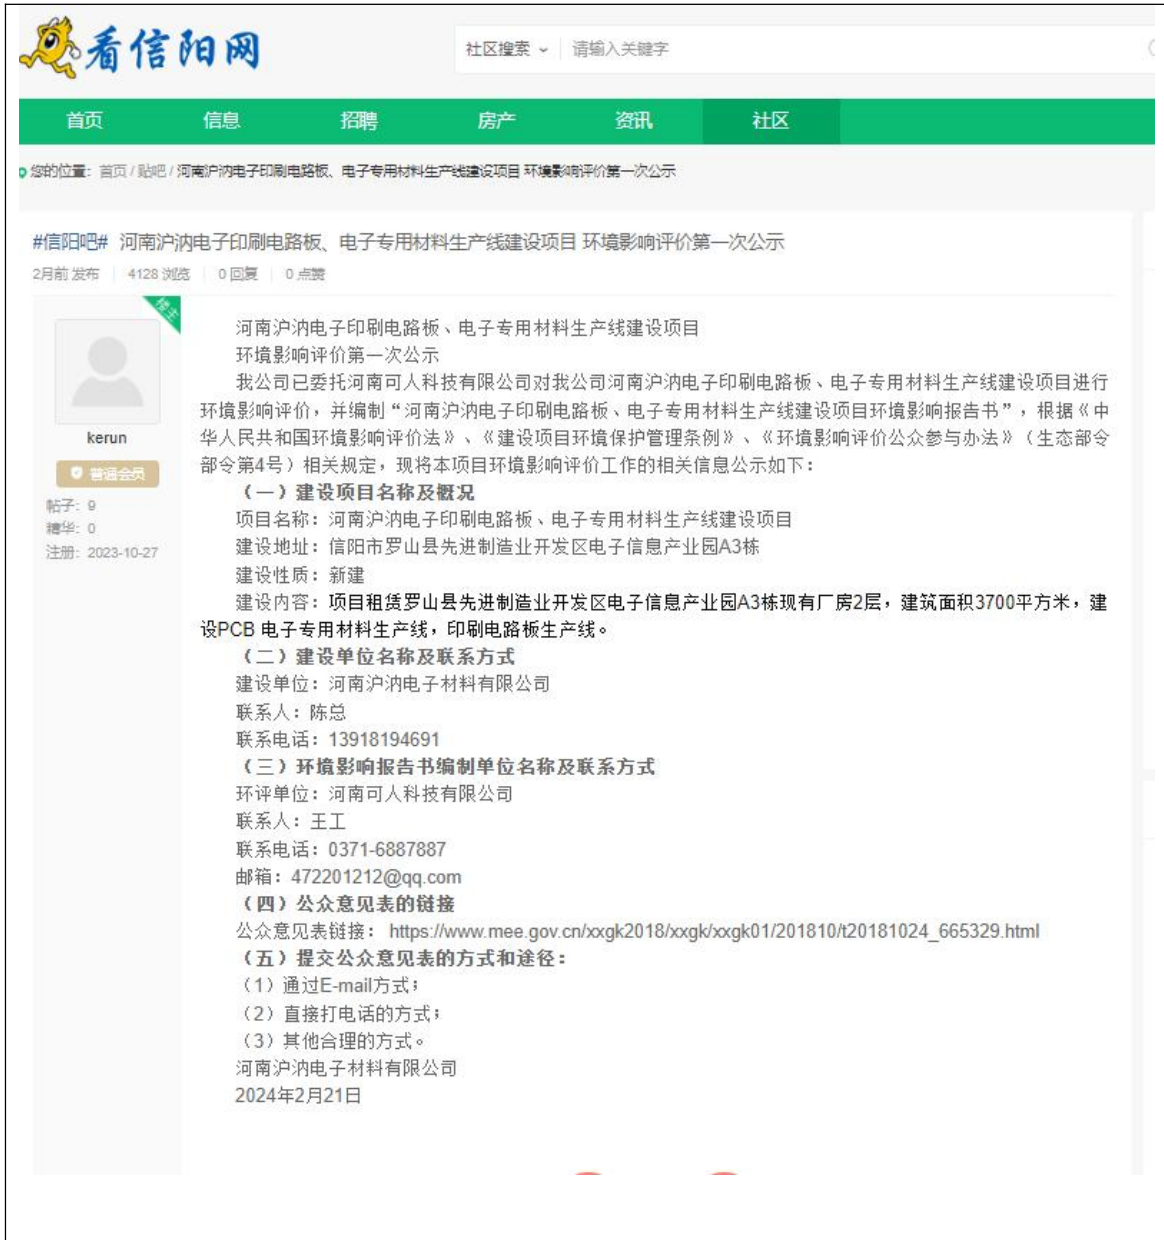 看信阳网
社区搜索
请输入关键字
首页 信息 招聘 房产 资讯 社区
您的位置：首页 / 贴吧 / 河南沪汭电子印刷电路板、电子专用材料生产线建设项目 环境影响评价第一次公示
#信阳吧# 河南沪汭电子印刷电路板、电子专用材料生产线建设项目 环境影响评价第一次公示
2月前 发布 | 4128 浏览 | 0 回复 | 0 点赞
楼主
kerun
普通会员
帖子：9
精华：0
注册：2023-10-27
河南沪汭电子印刷电路板、电子专用材料生产线建设项目
环境影响评价第一次公示
我公司已委托河南可人科技有限公司对我公司河南沪汭电子印刷电路板、电子专用材料生产线建设项目进行
环境影响评价，并编制“河南沪汭电子印刷电路板、电子专用材料生产线建设项目环境影响报告书”，根据《中
华人民共和国环境影响评价法》、《建设项目环境保护管理条例》、《环境影响评价公众参与办法》（生态部令
部令第4号）相关规定，现将本项目环境影响评价工作的相关信息公示如下：
（一）建设项目名称及概况
项目名称：河南沪汭电子印刷电路板、电子专用材料生产线建设项目
建设地址：信阳市罗山县先进制造业开发区电子信息产业园A3栋
建设性质：新建
建设内容：项目租赁罗山县先进制造业开发区电子信息产业园A3栋现有厂房2层，建筑面积3700平方米，建
设PCB 电子专用材料生产线，印刷电路板生产线。
（二）建设单位名称及联系方式
建设单位：河南沪汭电子材料有限公司
联系人：陈总
联系电话：13918194691
（三）环境影响报告书编制单位名称及联系方式
环评单位：河南可人科技有限公司
联系人：王工
联系电话：0371-6887887
邮箱：472201212@qq.com
（四）公众意见表的链接
公众意见表链接： https://www.mee.gov.cn/xxgk2018/xxgk/xxgk01/201810/t20181024_665329.html
（五）提交公众意见表的方式和途径：
（1）通过E-mail方式；
（2）直接打电话的方式；
（3）其他合理的方式。
河南沪汭电子材料有限公司
2024年2月21日